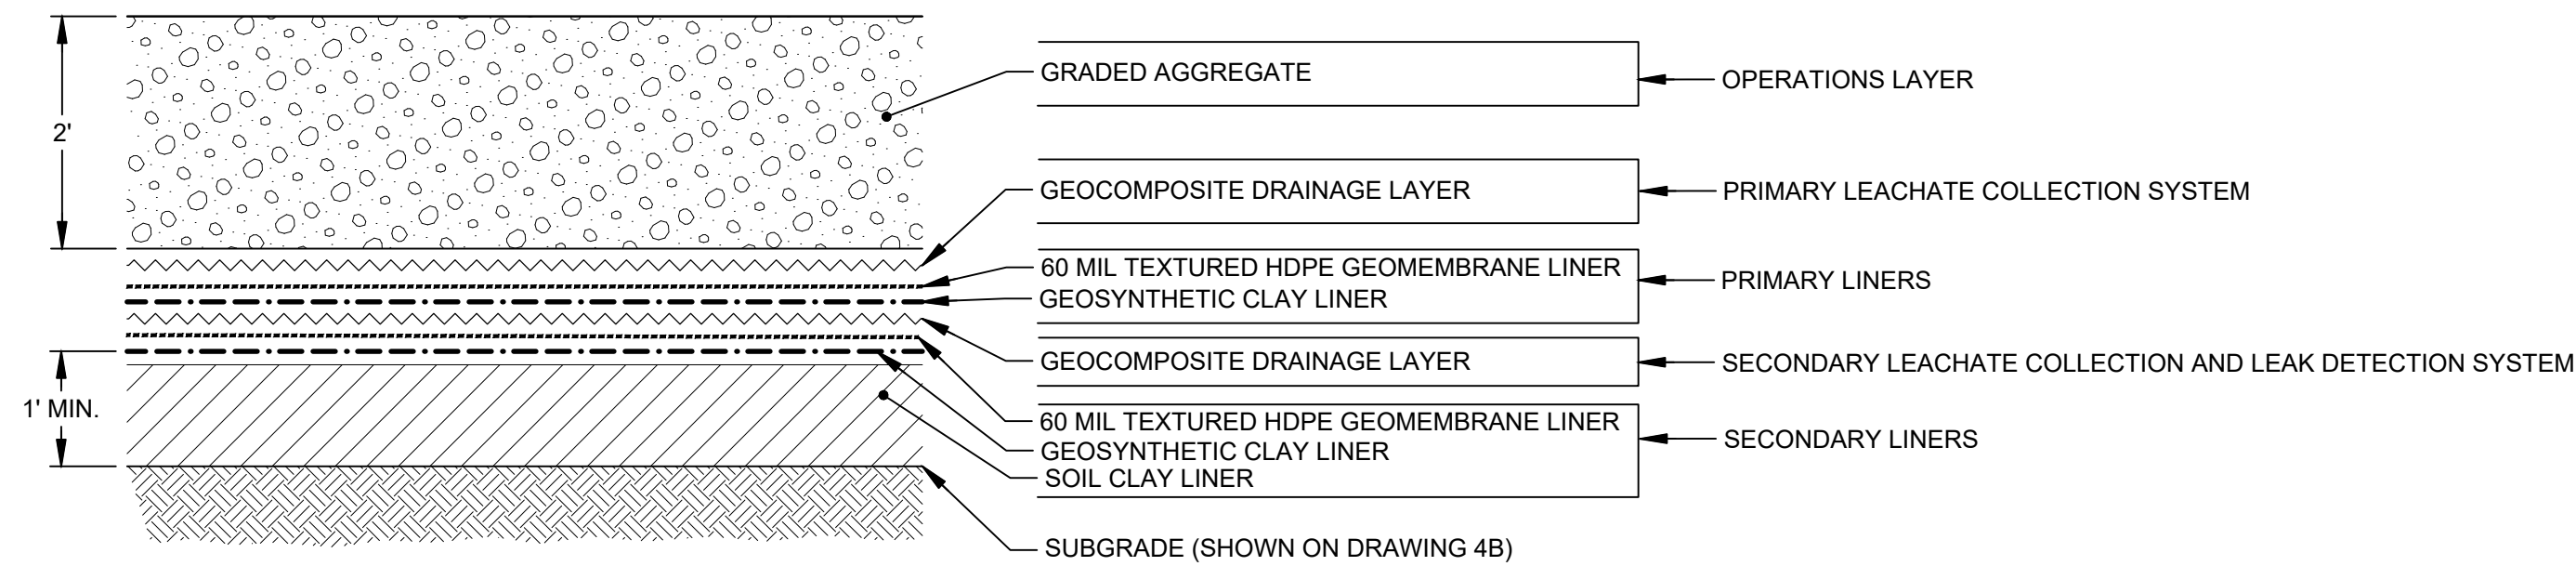 2'
GRADED AGGREGATE
OPERATIONS LAYER
GEOCOMPOSITE DRAINAGE LAYER
PRIMARY LEACHATE COLLECTION SYSTEM
60 MIL TEXTURED HDPE GEOMEMBRANE LINER
GEOSYNTHETIC CLAY LINER
PRIMARY LINERS
GEOCOMPOSITE DRAINAGE LAYER
SECONDARY LEACHATE COLLECTION AND LEAK DETECTION SYSTEM
1' MIN.
60 MIL TEXTURED HDPE GEOMEMBRANE LINER
GEOSYNTHETIC CLAY LINER
SOIL CLAY LINER
SECONDARY LINERS
SUBGRADE (SHOWN ON DRAWING 4B)